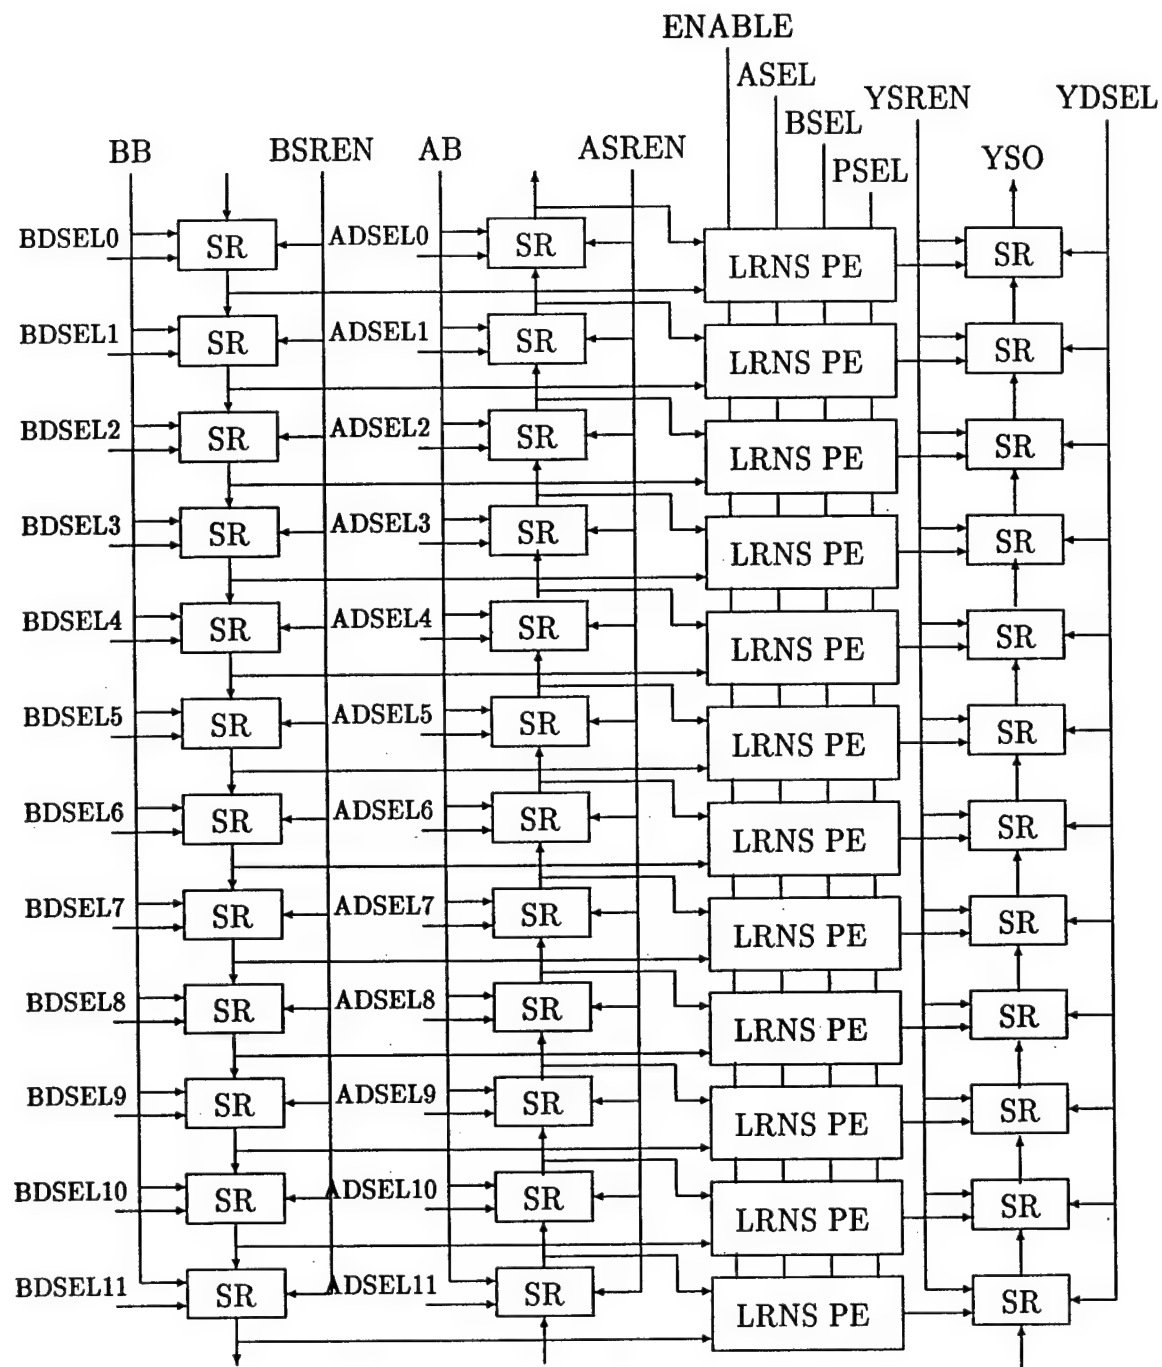 ENABLE
ASEL
YSREN YDSEL
BSEL
BB BSREN AB ASREN YSO
PSEL
BDSEL0 SR ADSEL0 SR LRNS PE SR
BDSEL1 SR ADSEL1 SR LRNS PE SR
BDSEL2 SR ADSEL2 SR LRNS PE SR
BDSEL3 SR ADSEL3 SR LRNS PE SR
BDSEL4 SR ADSEL4 SR LRNS PE SR
BDSEL5 SR ADSEL5 SR LRNS PE SR
BDSEL6 SR ADSEL6 SR LRNS PE SR
BDSEL7 SR ADSEL7 SR LRNS PE SR
BDSEL8 SR ADSEL8 SR LRNS PE SR
BDSEL9 SR ADSEL9 SR LRNS PE SR
BDSEL10 SR ADSEL10 SR LRNS PE SR
BDSEL11 SR ADSEL11 SR LRNS PE SR